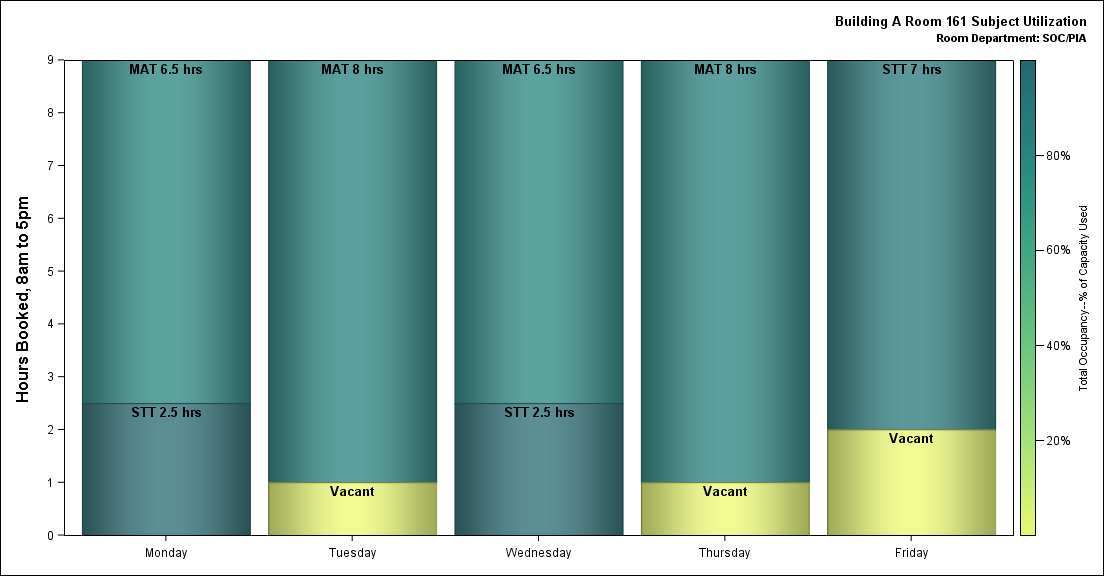 Building A Room 161 Subject Utilization
Room Department: SOC/PIA
Hours Booked, 8am to 5pm
9
8
7
6
5
4
3
2
1
0
MAT 6.5 hrs
STT 2.5 hrs
MAT 8 hrs
Vacant
MAT 6.5 hrs
STT 2.5 hrs
MAT 8 hrs
Vacant
STT 7 hrs
Vacant
Monday
Tuesday
Wednesday
Thursday
Friday
80%
60%
40%
20%
Total Occupancy--% of Capacity Used